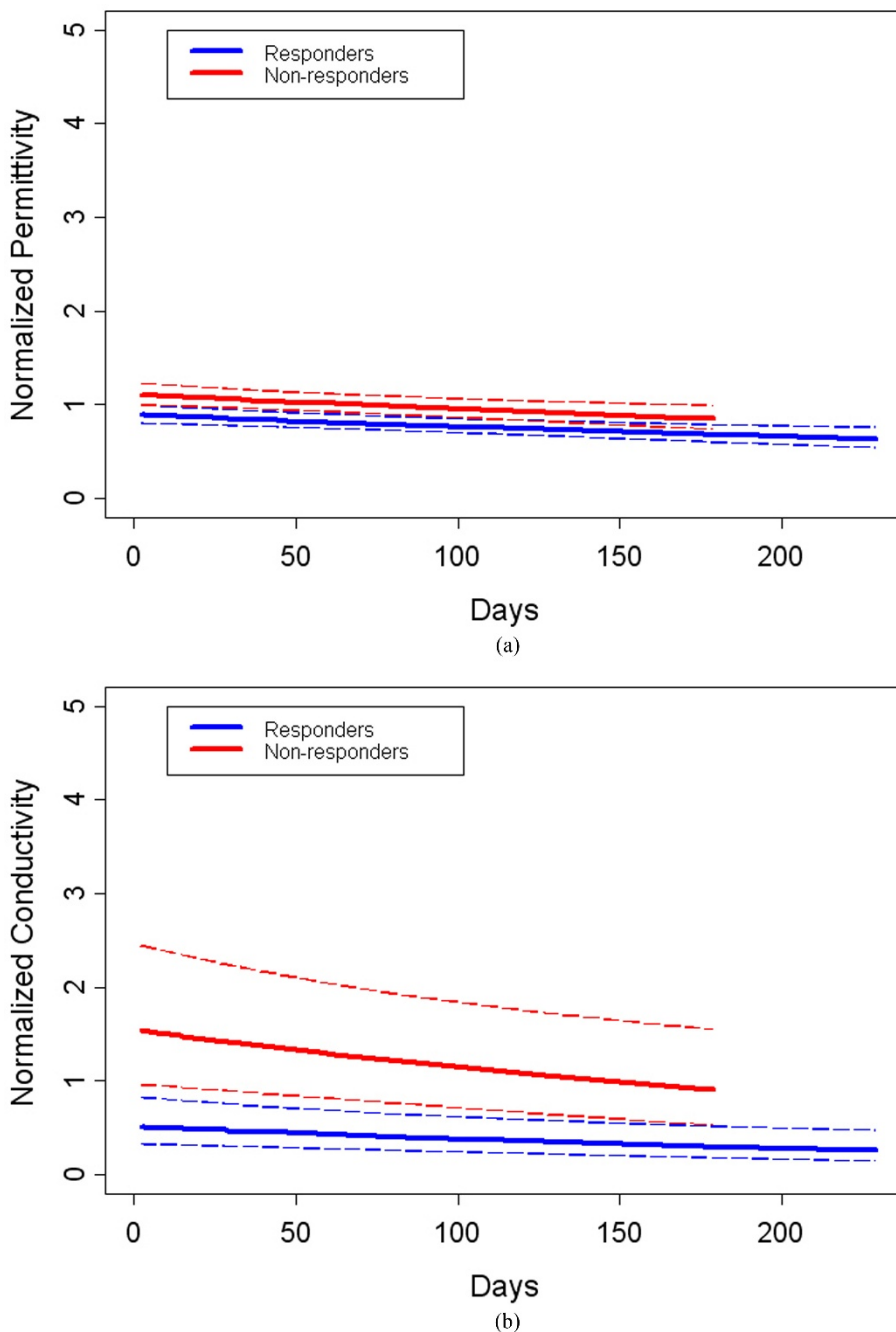 Normalized Permittivity
5
4
3
2
1
0
Responders
Non-responders
0 50 100 150 200
Days
(a)
Normalized Conductivity
5
4
3
2
1
0
Responders
Non-responders
0 50 100 150 200
Days
(b)